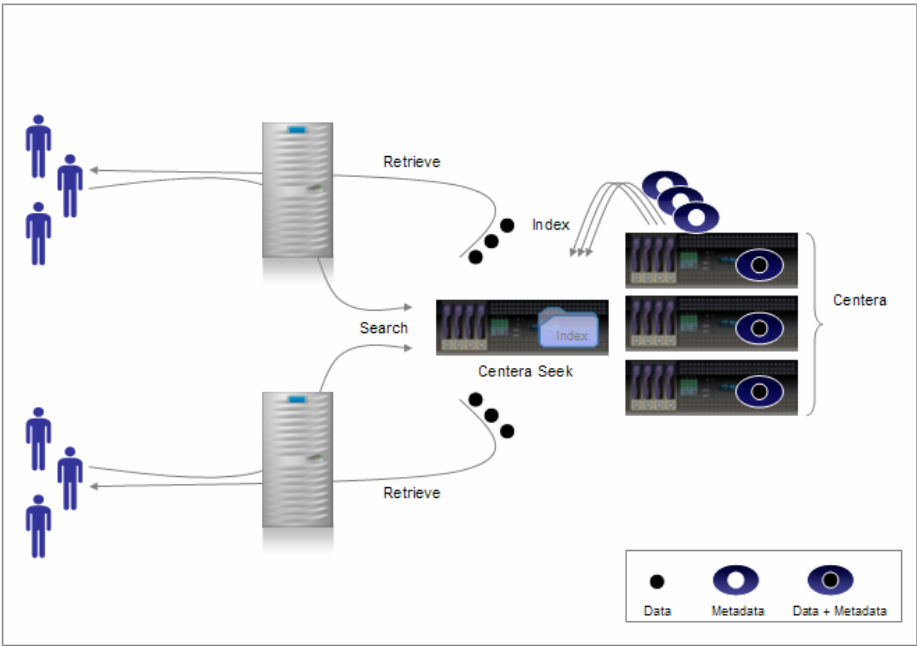 Retrieve
Index
Centera
Search
Index
Centera Seek
Retrieve
Data
Metadata
Data + Metadata